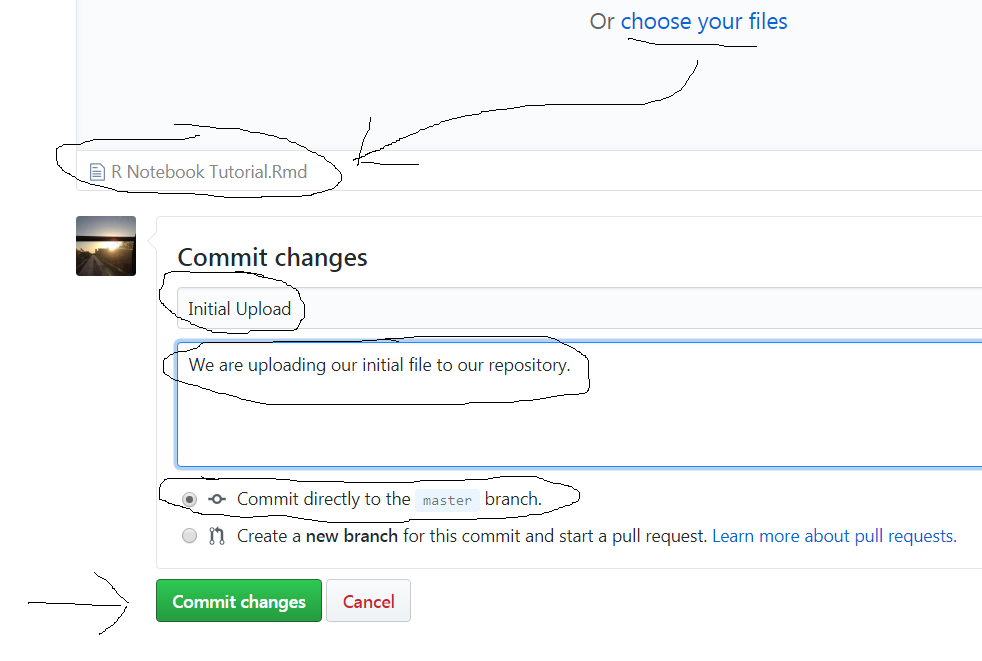 Or choose your files
R Notebook Tutorial.Rmd
Commit changes
Initial Upload
We are uploading our initial file to our repository.
Commit directly to the master branch.
Create a new branch for this commit and start a pull request. Learn more about pull requests.
Commit changes Cancel